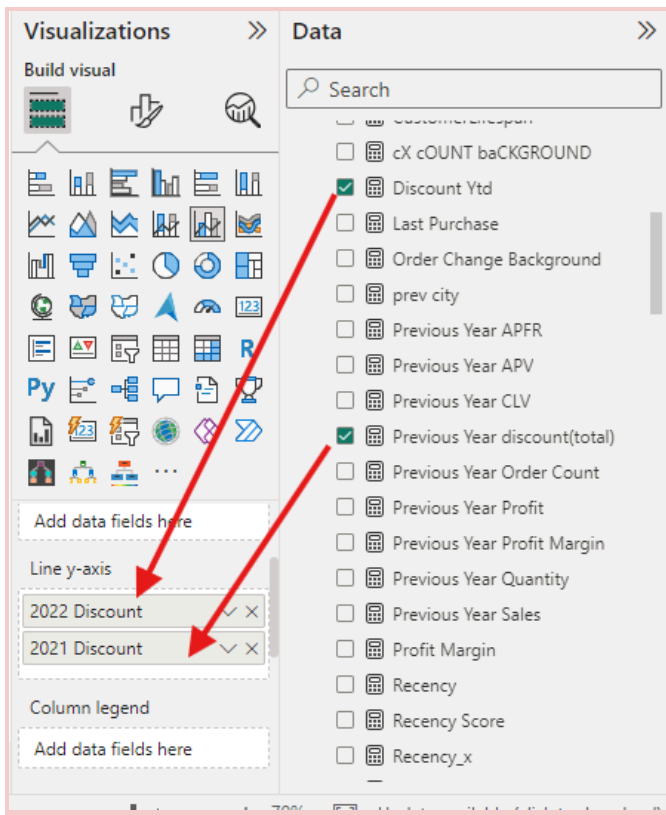 Visualizations
Build visual
123
R
Py
123
Add data fields here
Line y-axis
2022 Discount
2021 Discount
Column legend
Add data fields here
Data
Search
cX cOUNT baCKGROUND
Discount Ytd
Last Purchase
Order Change Background
prev city
Previous Year APFR
Previous Year APV
Previous Year CLV
Previous Year discount(total)
Previous Year Order Count
Previous Year Profit
Previous Year Profit Margin
Previous Year Quantity
Previous Year Sales
Profit Margin
Recency
Recency Score
Recency_x